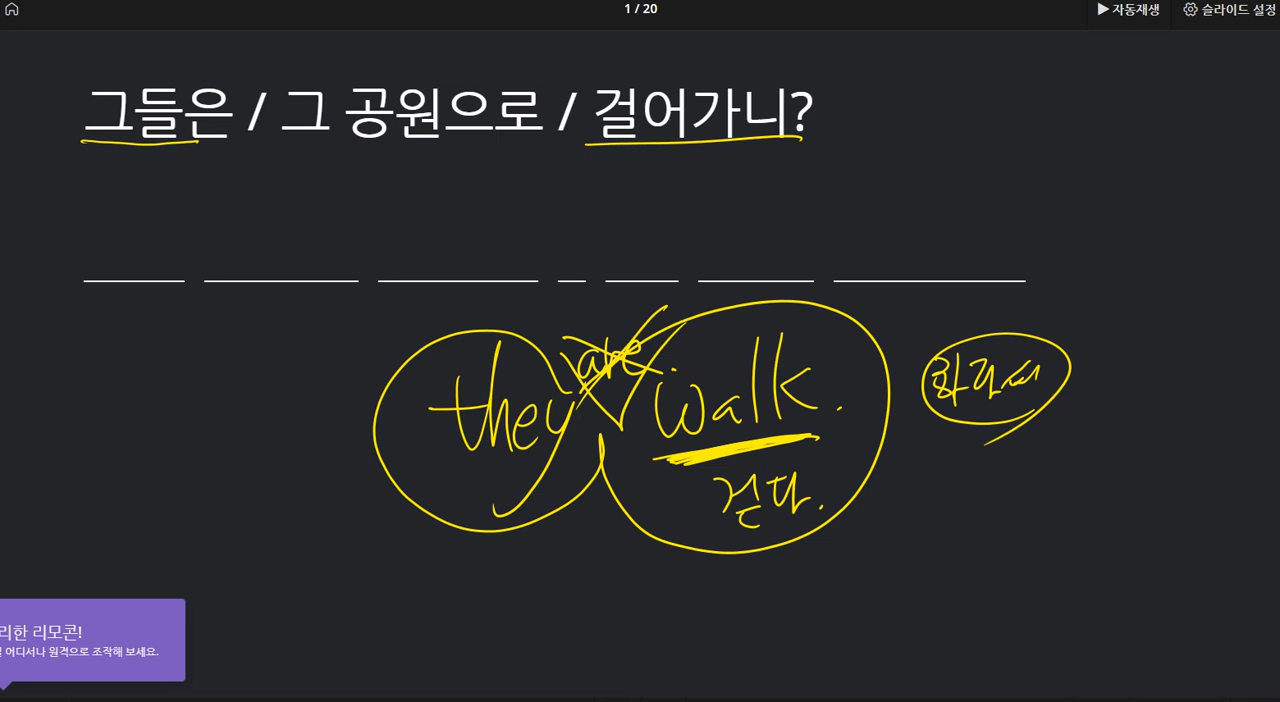 1 / 20
▶ 자동재생
슬라이드 설정
그들은 / 그 공원으로 / 걸어가니?
they are walk.
걷다.
리한 리모콘!
어디서나 원격으로 조작해 보세요.